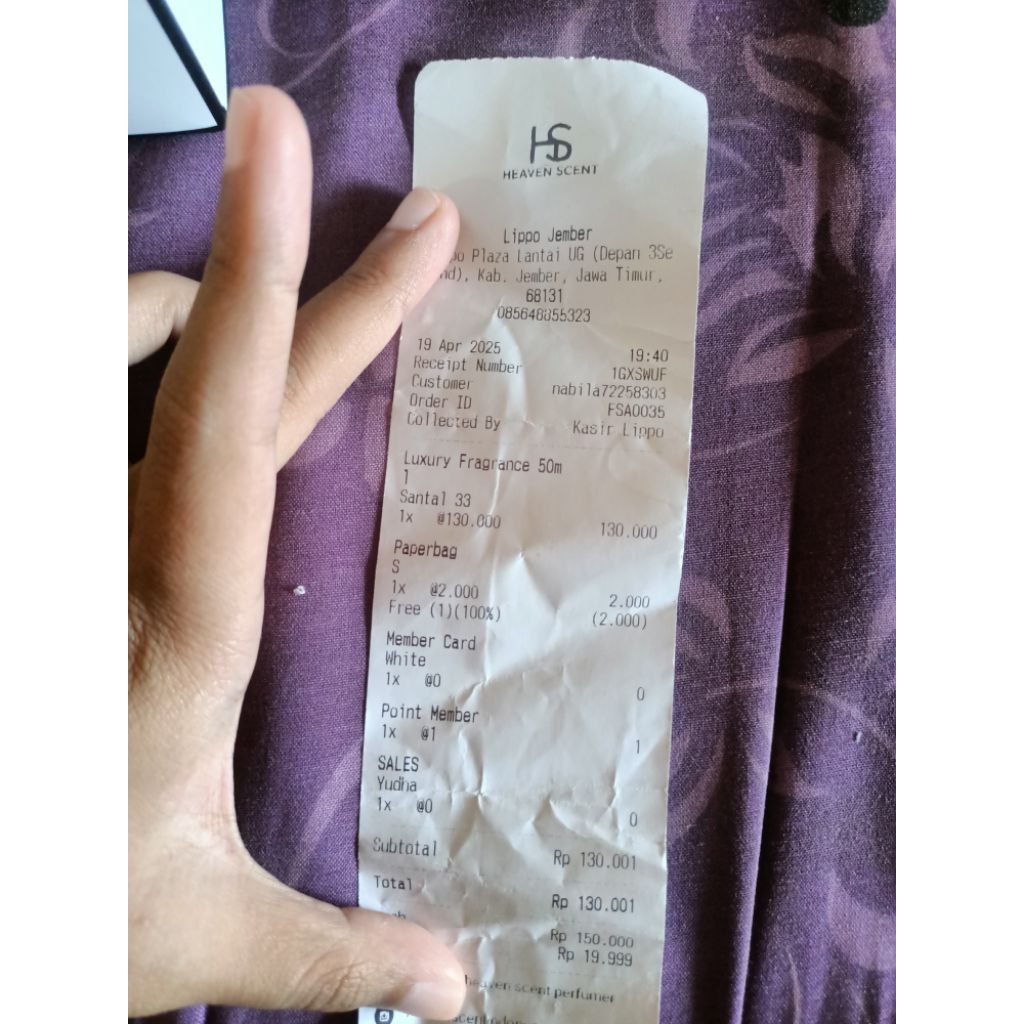 HS
HEAVEN SCENT
Lippo Jember
Plaza Lantai UG (Depan 3Se
Kab. Jember, Jawa Timur,
68131
085648855323
19 Apr 2025 19:40
Receipt Number 1GXSWUF
Customer nabila72258303
Order ID FSA0035
Collected By Kasir Lippo
Luxury Fragrance 50m
l
Santal 33
1x @130.000 130.000
Paperbag
S
1x @2.000 2.000
Free (1)(100%) (2.000)
Member Card
White
1x @0 0
Point Member
1x @1 1
SALES
Yudha
1x @0 0
Subtotal Rp 130.001
Total Rp 130.001
Rp 150.000
Rp 19.999
heaven scent perfumer